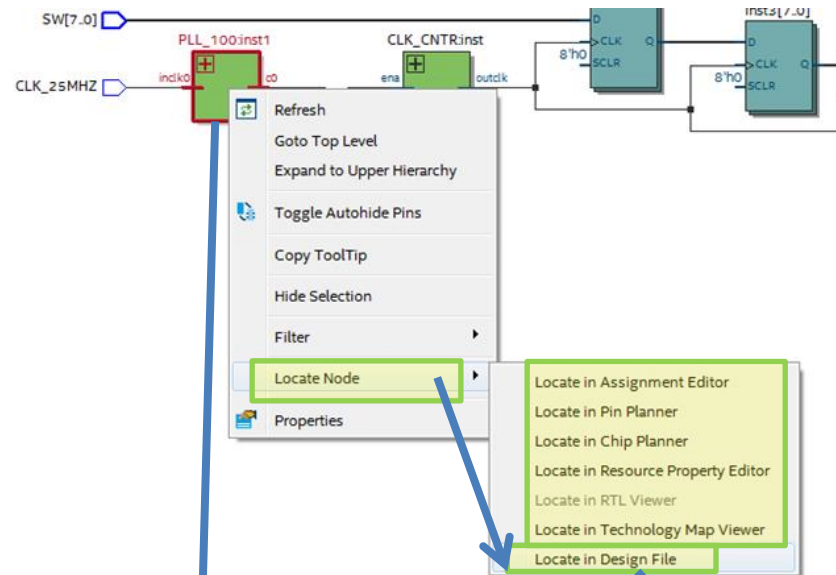 SW[7..0]
PLL_100:inst1
CLK_CNTR:inst
inst3[7..0]
CLK_25MHZ
inclk0
c0
ena
outclk
D
CLK
Q
SCLR
8'h0
D
CLK
Q
SCLR
8'h0
Refresh
Goto Top Level
Expand to Upper Hierarchy
Toggle Autohide Pins
Copy ToolTip
Hide Selection
Filter
Locate Node
Properties
Locate in Assignment Editor
Locate in Pin Planner
Locate in Chip Planner
Locate in Resource Property Editor
Locate in RTL Viewer
Locate in Technology Map Viewer
Locate in Design File